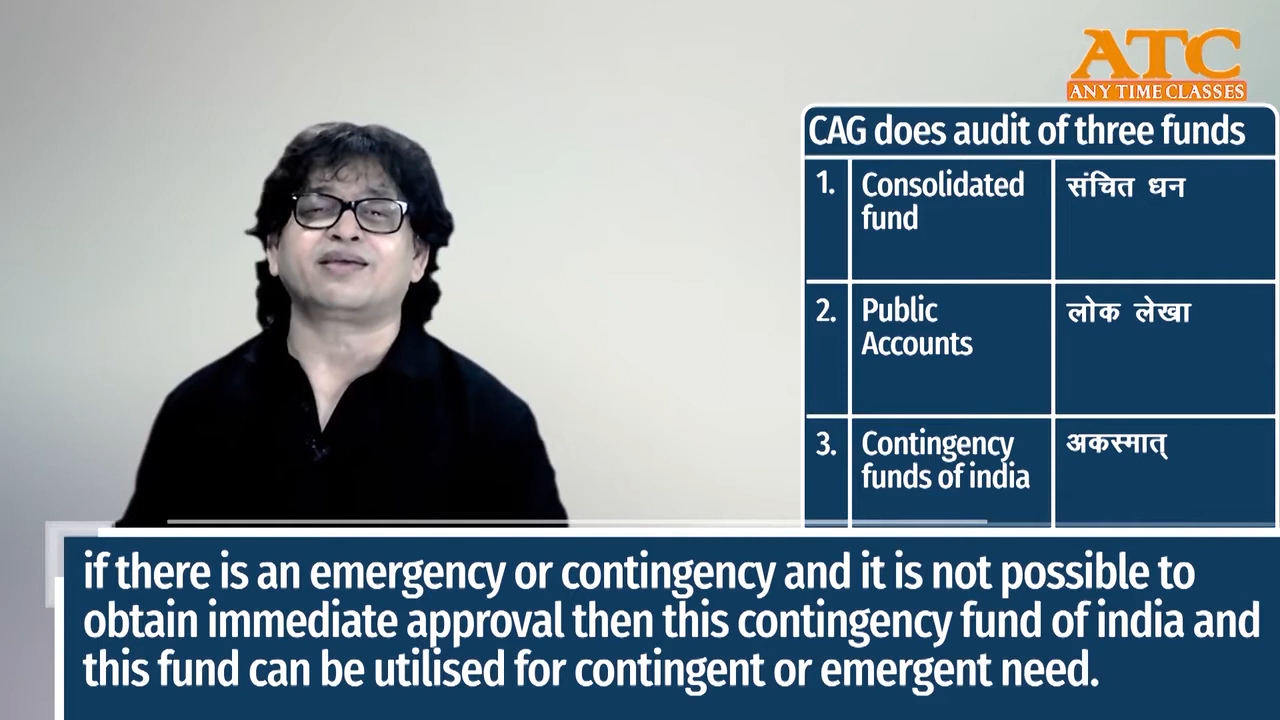 ATC
ANY TIME CLASSES
CAG does audit of three funds
1.
Consolidated
fund
संचित धन
2.
Public
Accounts
लोक लेखा
3.
Contingency
funds of india
अकस्मात्
if there is an emergency or contingency and it is not possible to
obtain immediate approval then this contingency fund of india and
this fund can be utilised for contingent or emergent need.